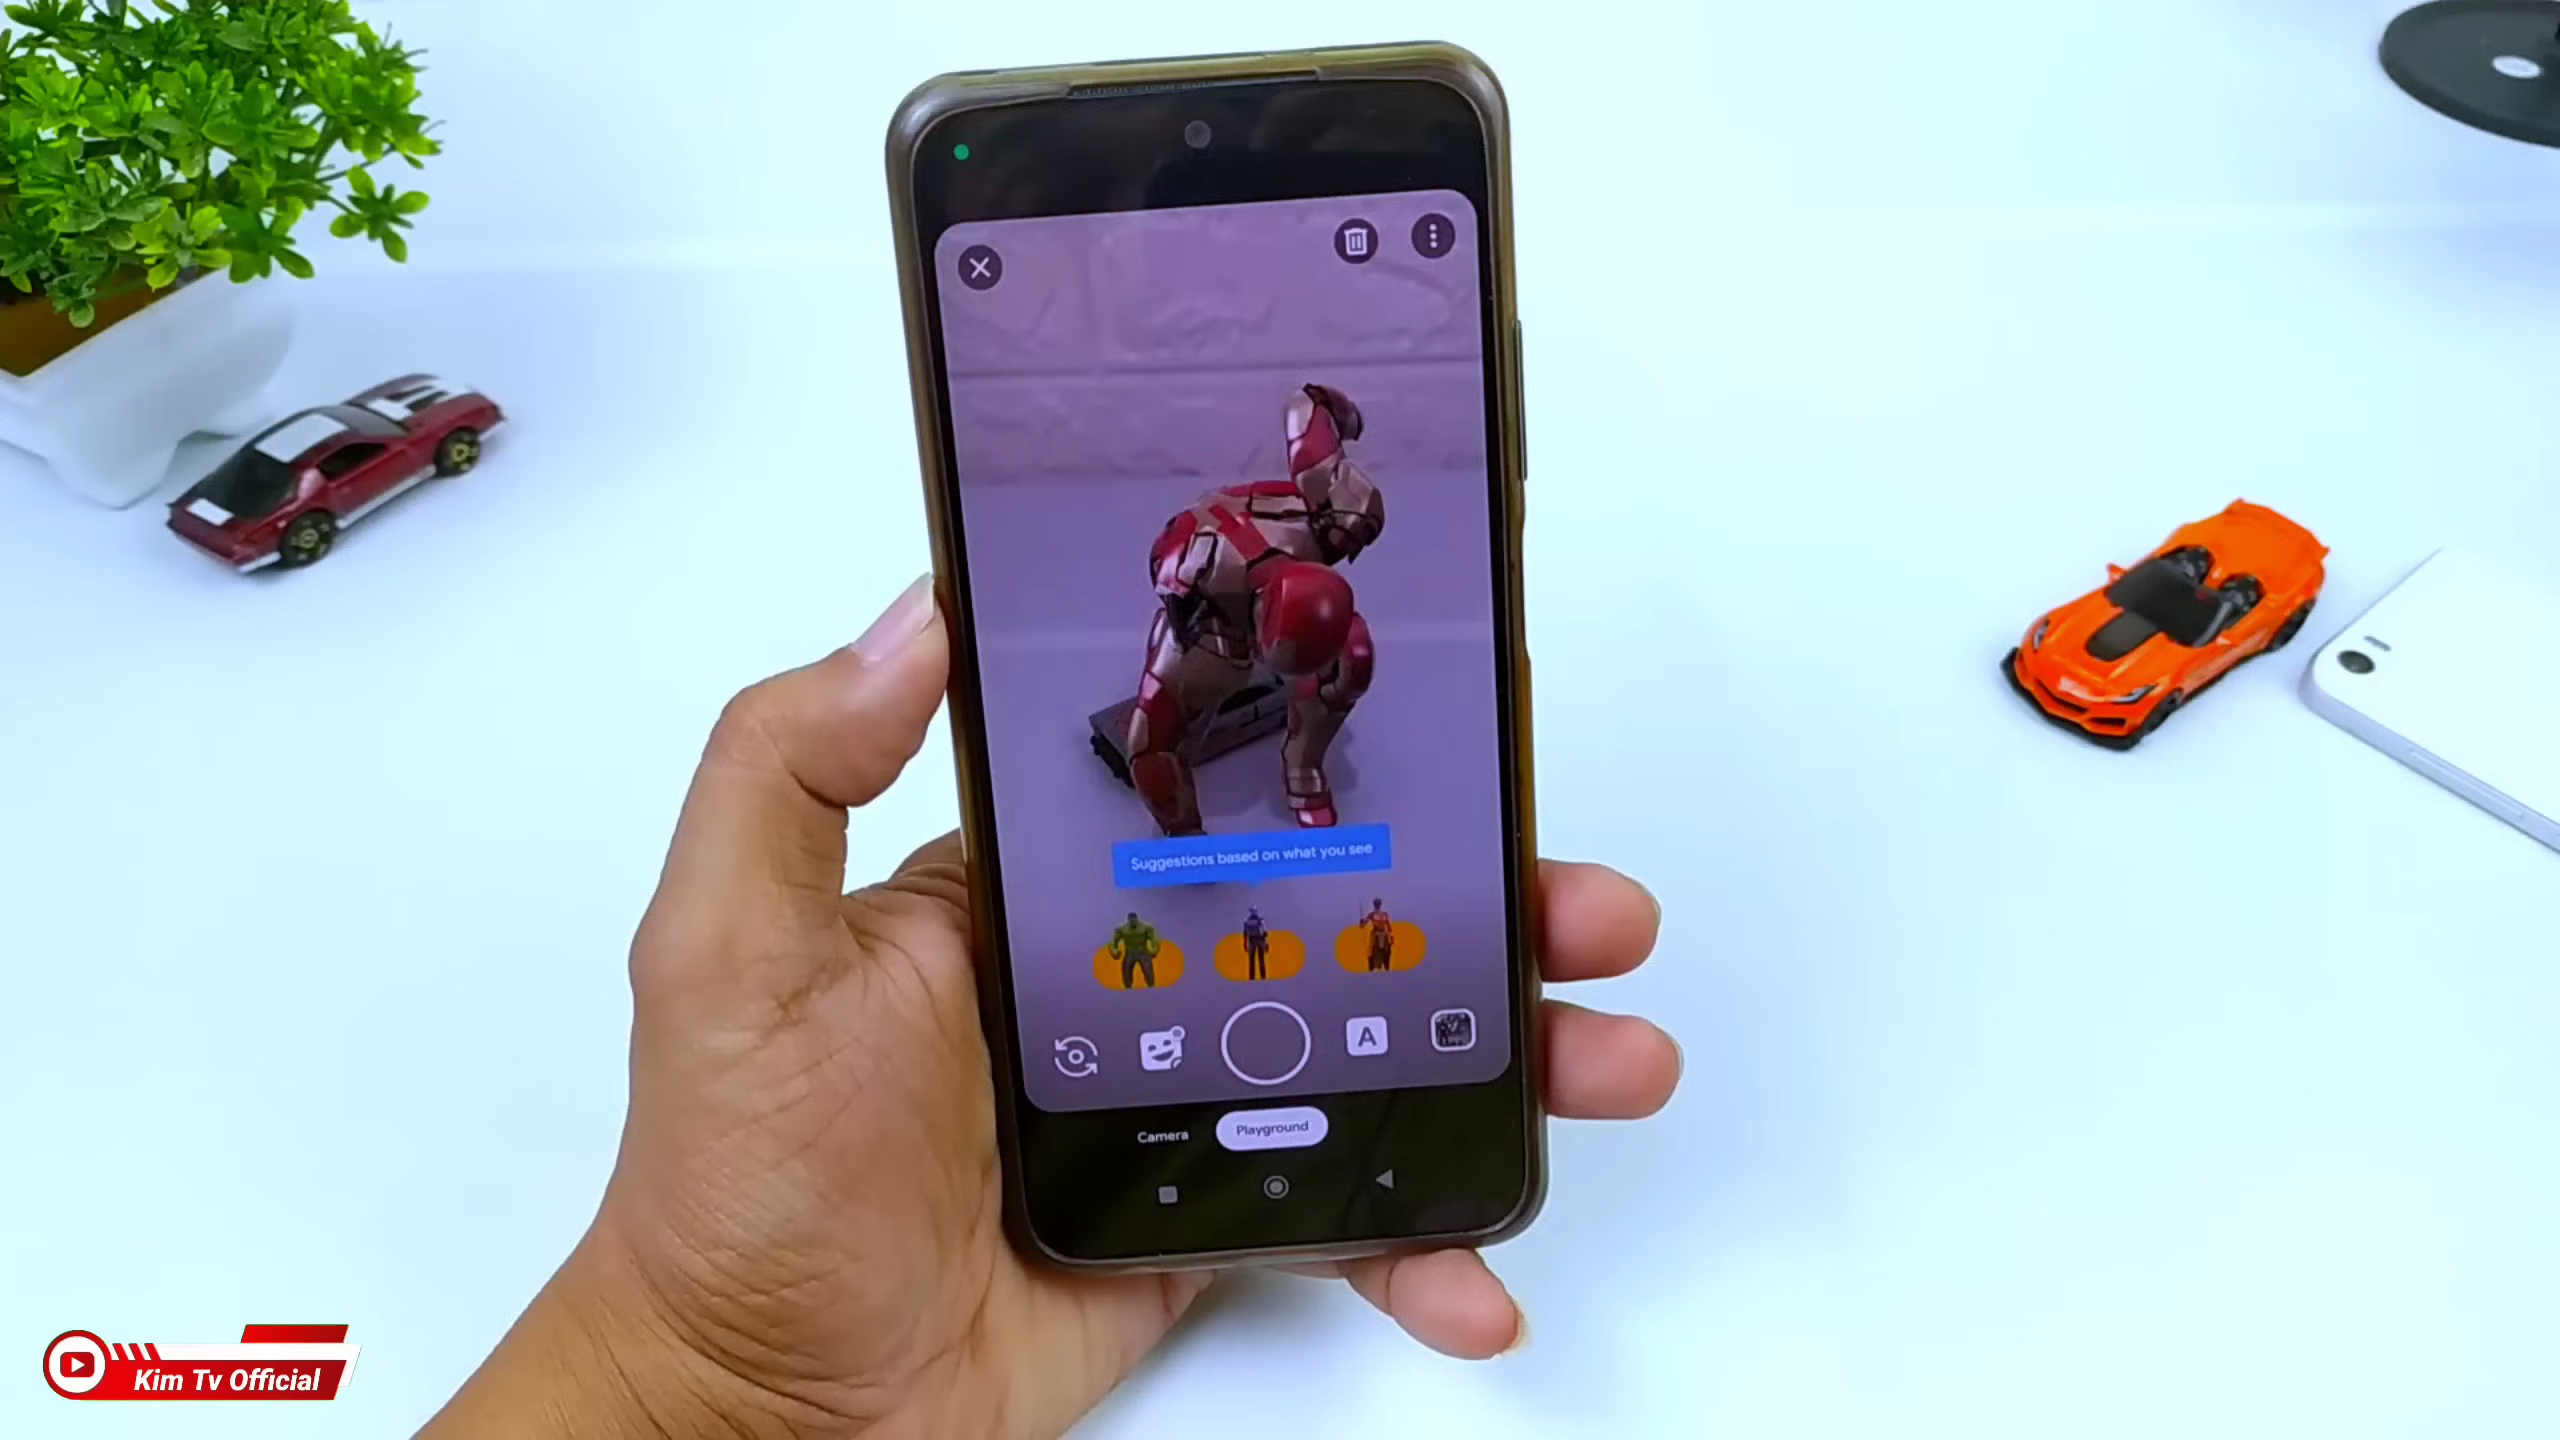 Suggestions based on what you see
A
Camera
Playground
Kim Tv Official